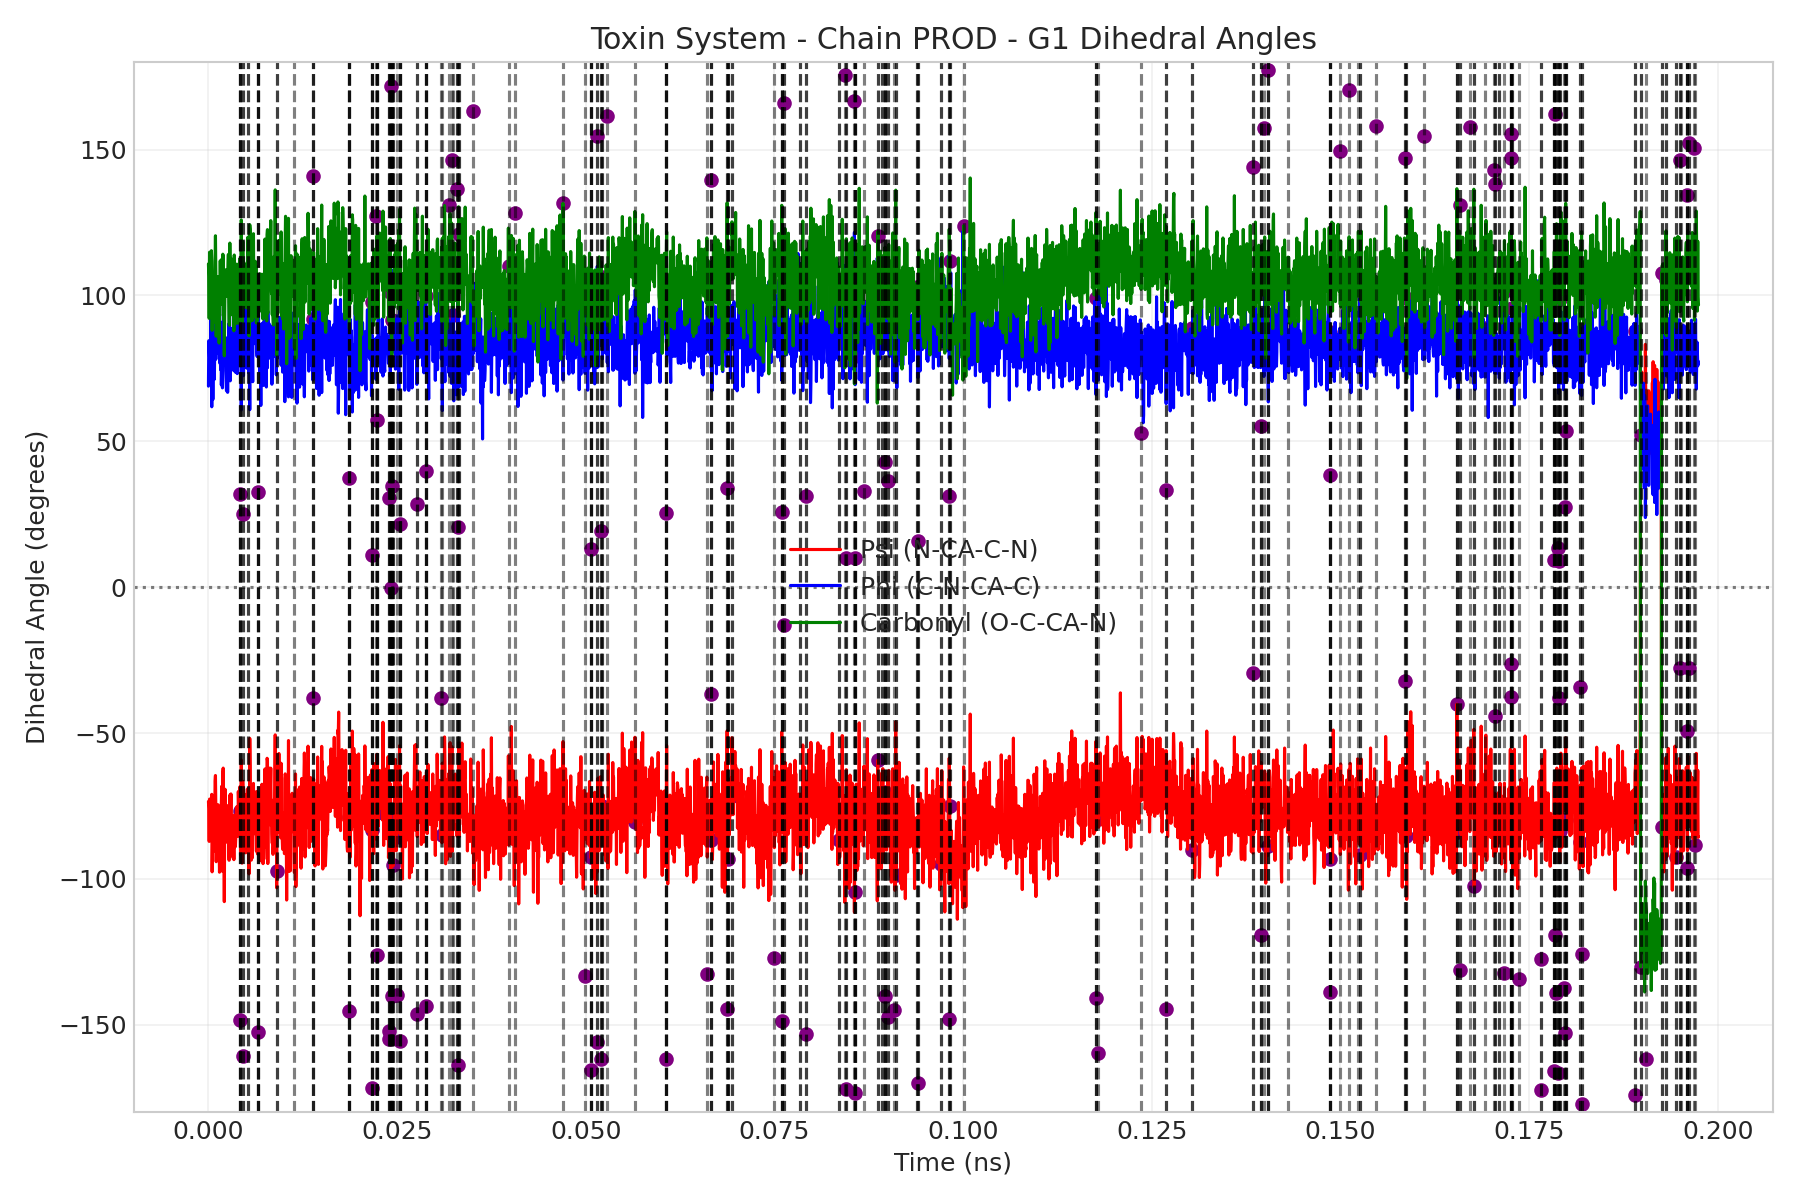 Toxin System - Chain PROD - G1 Dihedral Angles
Dihedral Angle (degrees)
150
100
50
0
−50
−100
−150
Psi (N-CA-C-N)
Phi (C-N-CA-C)
Carbonyl (O-C-CA-N)
0.000 0.025 0.050 0.075 0.100 0.125 0.150 0.175 0.200
Time (ns)